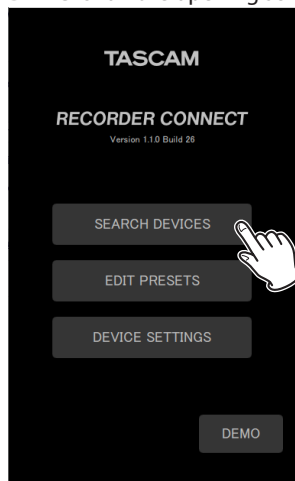 TASCAM
RECORDER CONNECT
Version 1.1.0 Build 26
SEARCH DEVICES
EDIT PRESETS
DEVICE SETTINGS
DEMO